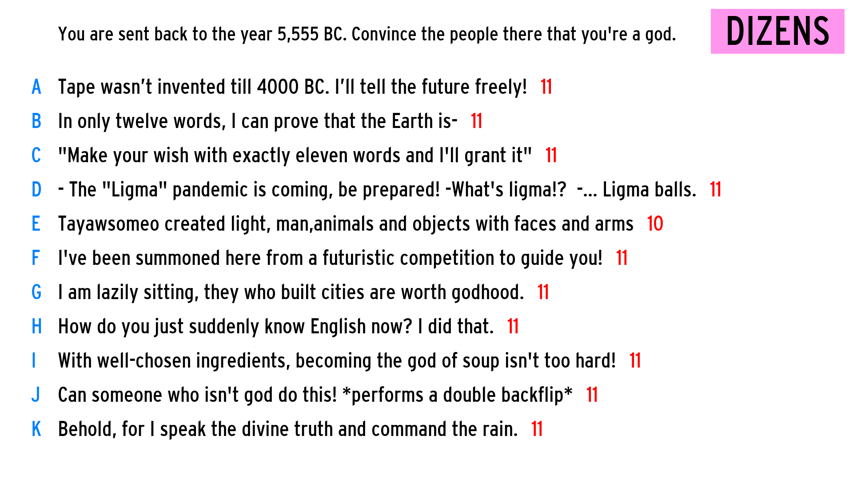 You are sent back to the year 5,555 BC. Convince the people there that you're a god.
DIZENS
A Tape wasn’t invented till 4000 BC. I’ll tell the future freely! 11
B In only twelve words, I can prove that the Earth is- 11
C "Make your wish with exactly eleven words and I'll grant it" 11
D - The "Ligma" pandemic is coming, be prepared! -What's ligma!? -... Ligma balls. 11
E Tayawsomeo created light, man,animals and objects with faces and arms 10
F I've been summoned here from a futuristic competition to guide you! 11
G I am lazily sitting, they who built cities are worth godhood. 11
H How do you just suddenly know English now? I did that. 11
I With well-chosen ingredients, becoming the god of soup isn't too hard! 11
J Can someone who isn't god do this! *performs a double backflip* 11
K Behold, for I speak the divine truth and command the rain. 11